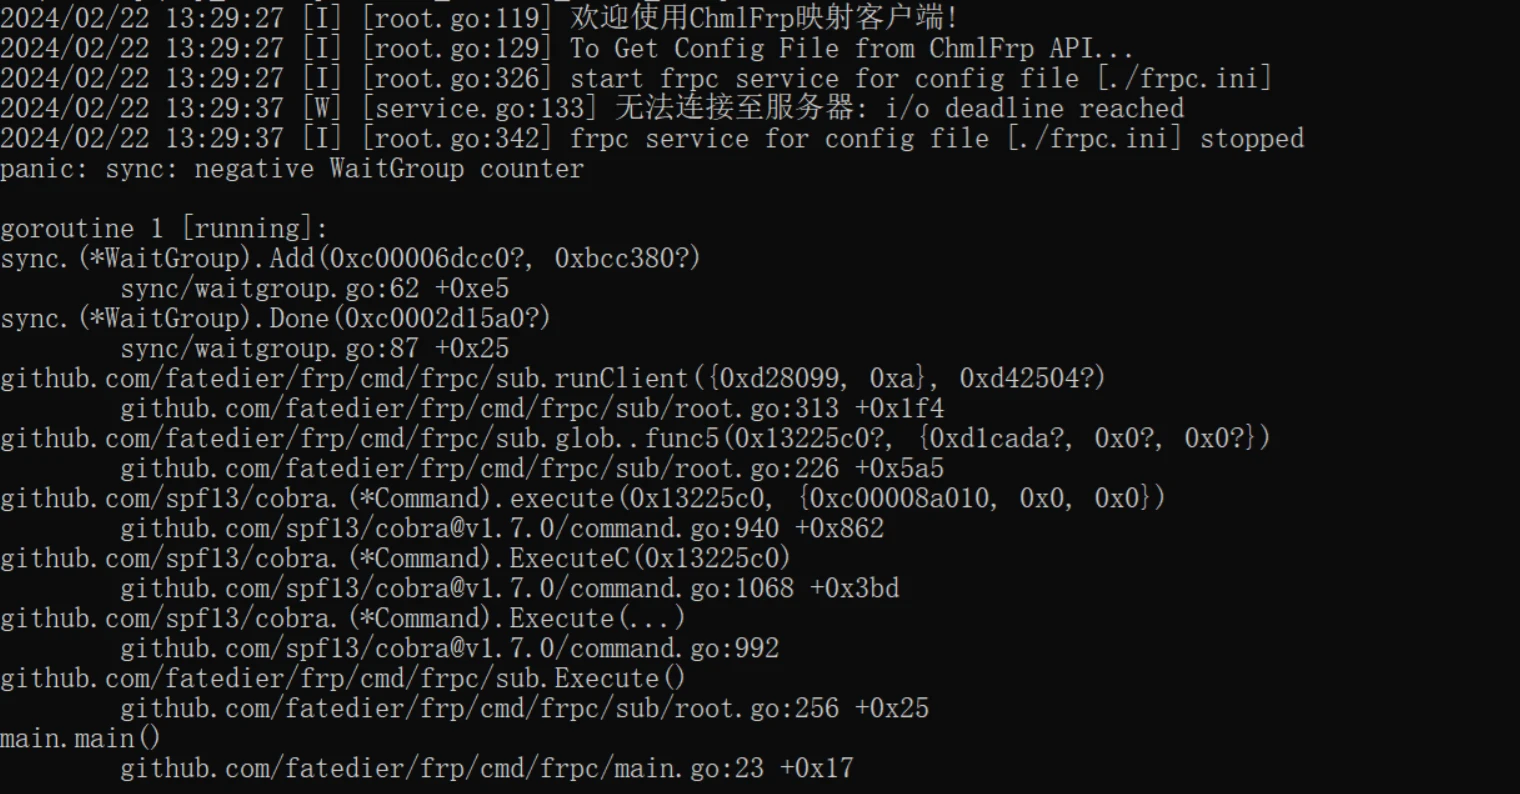 2024/02/22 13:29:27 [I] [root.go:119] 欢迎使用ChmlFrp映射客户端!
2024/02/22 13:29:27 [I] [root.go:129] To Get Config File from ChmlFrp API...
2024/02/22 13:29:27 [I] [root.go:326] start frpc service for config file [./frpc.ini]
2024/02/22 13:29:37 [W] [service.go:133] 无法连接至服务器: i/o deadline reached
2024/02/22 13:29:37 [I] [root.go:342] frpc service for config file [./frpc.ini] stopped
panic: sync: negative WaitGroup counter
goroutine 1 [running]:
sync.(*WaitGroup).Add(0xc00006dcc0?, 0xbcc380?)
sync/waitgroup.go:62 +0xe5
sync.(*WaitGroup).Done(0xc0002d15a0?)
sync/waitgroup.go:87 +0x25
github.com/fatedier/frp/cmd/frpc/sub.runClient({0xd28099, 0xa}, 0xd42504?)
github.com/fatedier/frp/cmd/frpc/sub/root.go:313 +0x1f4
github.com/fatedier/frp/cmd/frpc/sub.glob..func5(0x13225c0?, {0xd1cada?, 0x0?, 0x0?})
github.com/fatedier/frp/cmd/frpc/sub/root.go:226 +0x5a5
github.com/spf13/cobra.(*Command).execute(0x13225c0, {0xc00008a010, 0x0, 0x0})
github.com/spf13/cobra@v1.7.0/command.go:940 +0x862
github.com/spf13/cobra.(*Command).ExecuteC(0x13225c0)
github.com/spf13/cobra@v1.7.0/command.go:1068 +0x3bd
github.com/spf13/cobra.(*Command).Execute(...)
github.com/spf13/cobra@v1.7.0/command.go:992
github.com/fatedier/frp/cmd/frpc/sub.Execute()
github.com/fatedier/frp/cmd/frpc/sub/root.go:256 +0x25
main.main()
github.com/fatedier/frp/cmd/frpc/main.go:23 +0x17